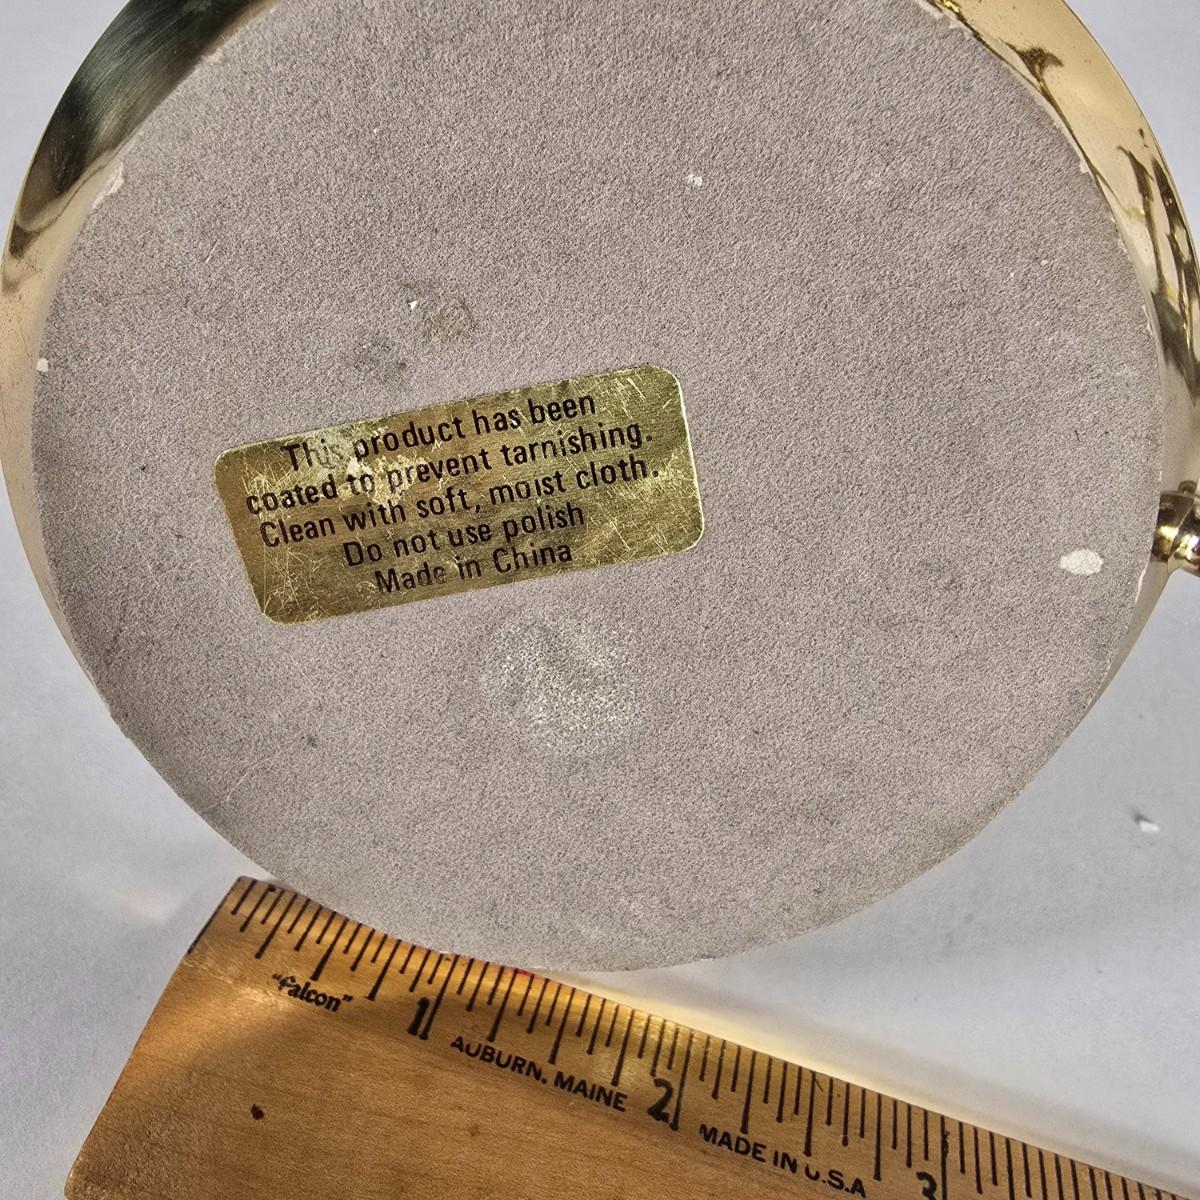 This product has been
coated to prevent tarnishing.
Clean with soft, moist cloth.
Do not use polish
Made in China
"Falcon"
1
AUBURN, MAINE
2
MADE IN U.S.A
3